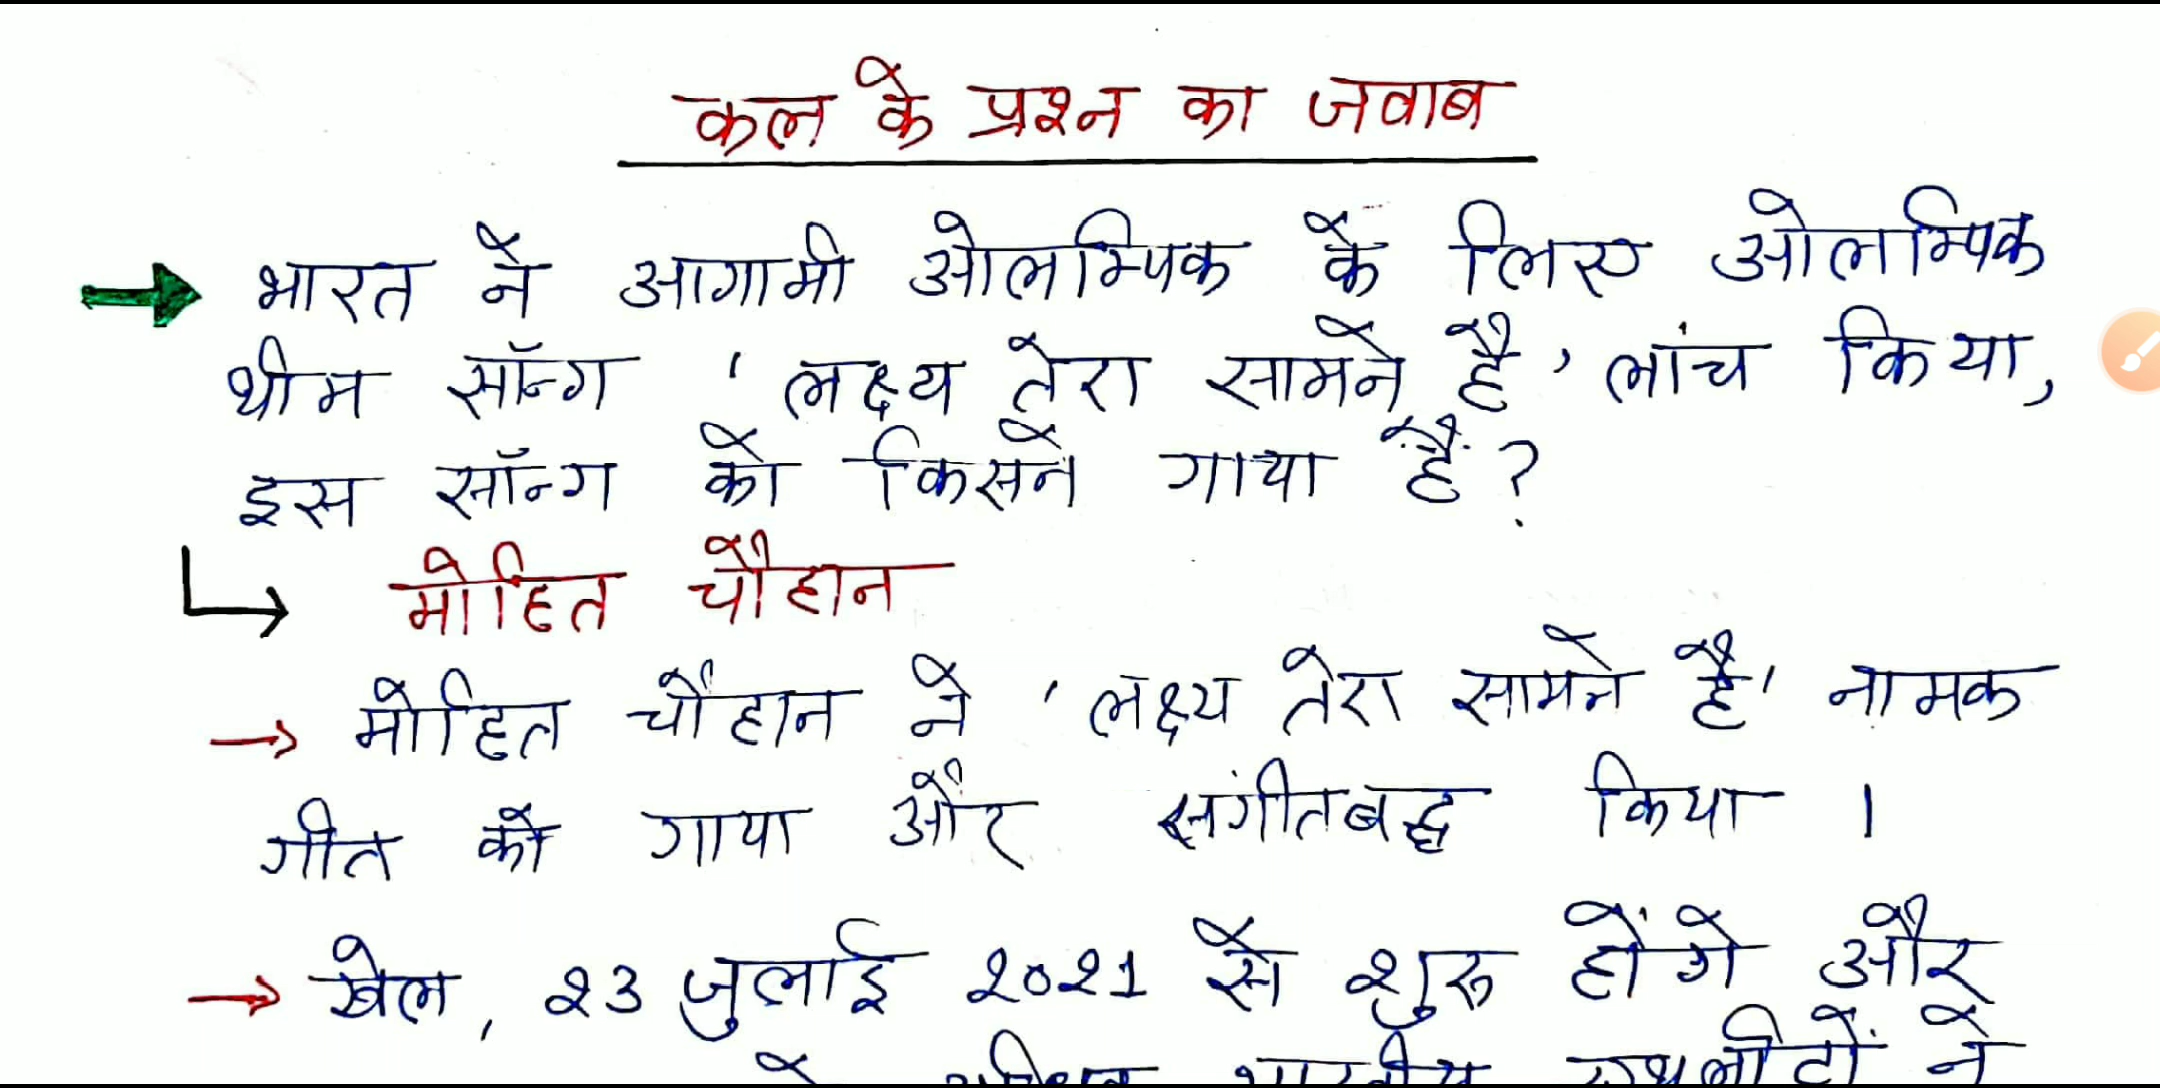 कल के प्रश्न का जवाब
→ भारत ने आगामी ओलम्पिक के लिए ओलम्पिक
थीम सॉन्ग 'लक्ष्य तेरा सामने है' लांच किया,
इस सॉन्ग को किसने गाया हैं?
↳ मोहित चौहान
→ मोहित चौहान ने 'लक्ष्य तेरा सामने है' नामक
गीत को गाया और संगीतबद्ध किया ।
→ खेल, 23 जुलाई 2021 से शुरू होंगे और